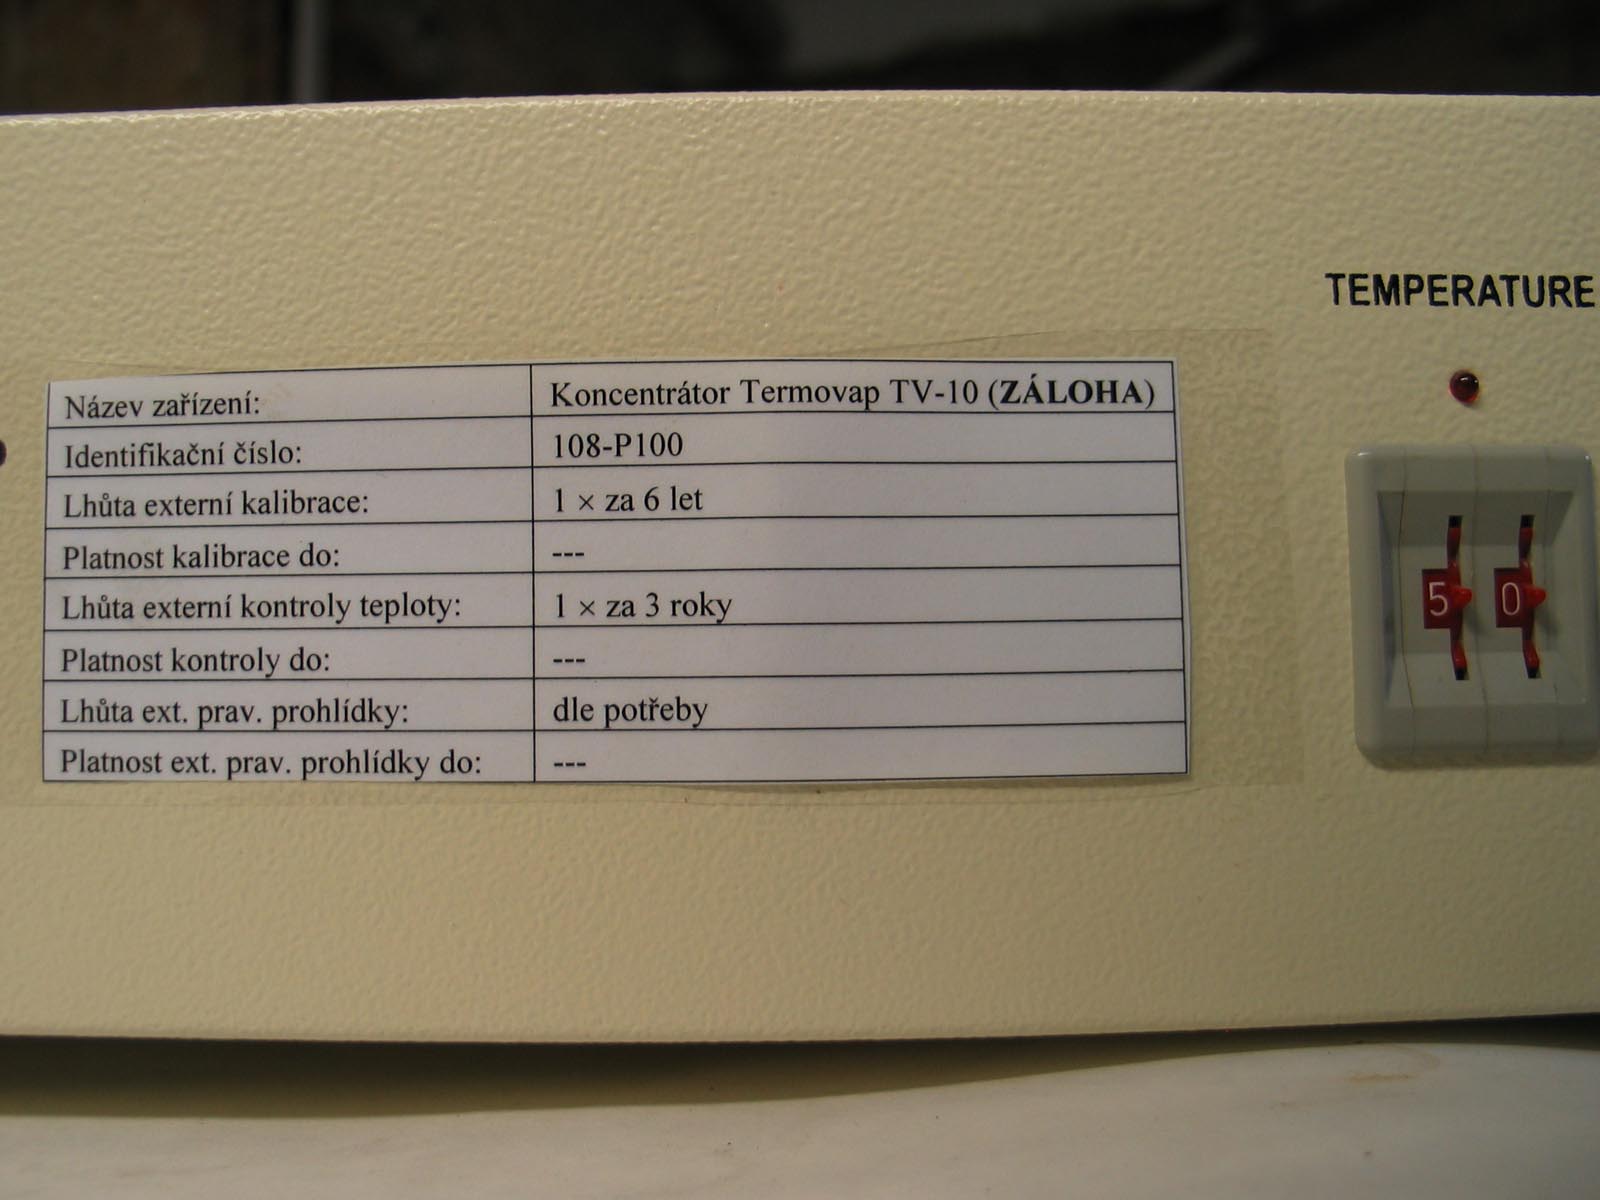 TEMPERATURE
Název zařízení: Koncentrátor Termovap TV-10 (ZÁLOHA)
Identifikační číslo: 108-P100
Lhůta externí kalibrace: 1 × za 6 let
Platnost kalibrace do: ---
Lhůta externí kontroly teploty: 1 × za 3 roky
Platnost kontroly do: ---
Lhůta ext. prav. prohlídky: dle potřeby
Platnost ext. prav. prohlídky do: ---
5 0